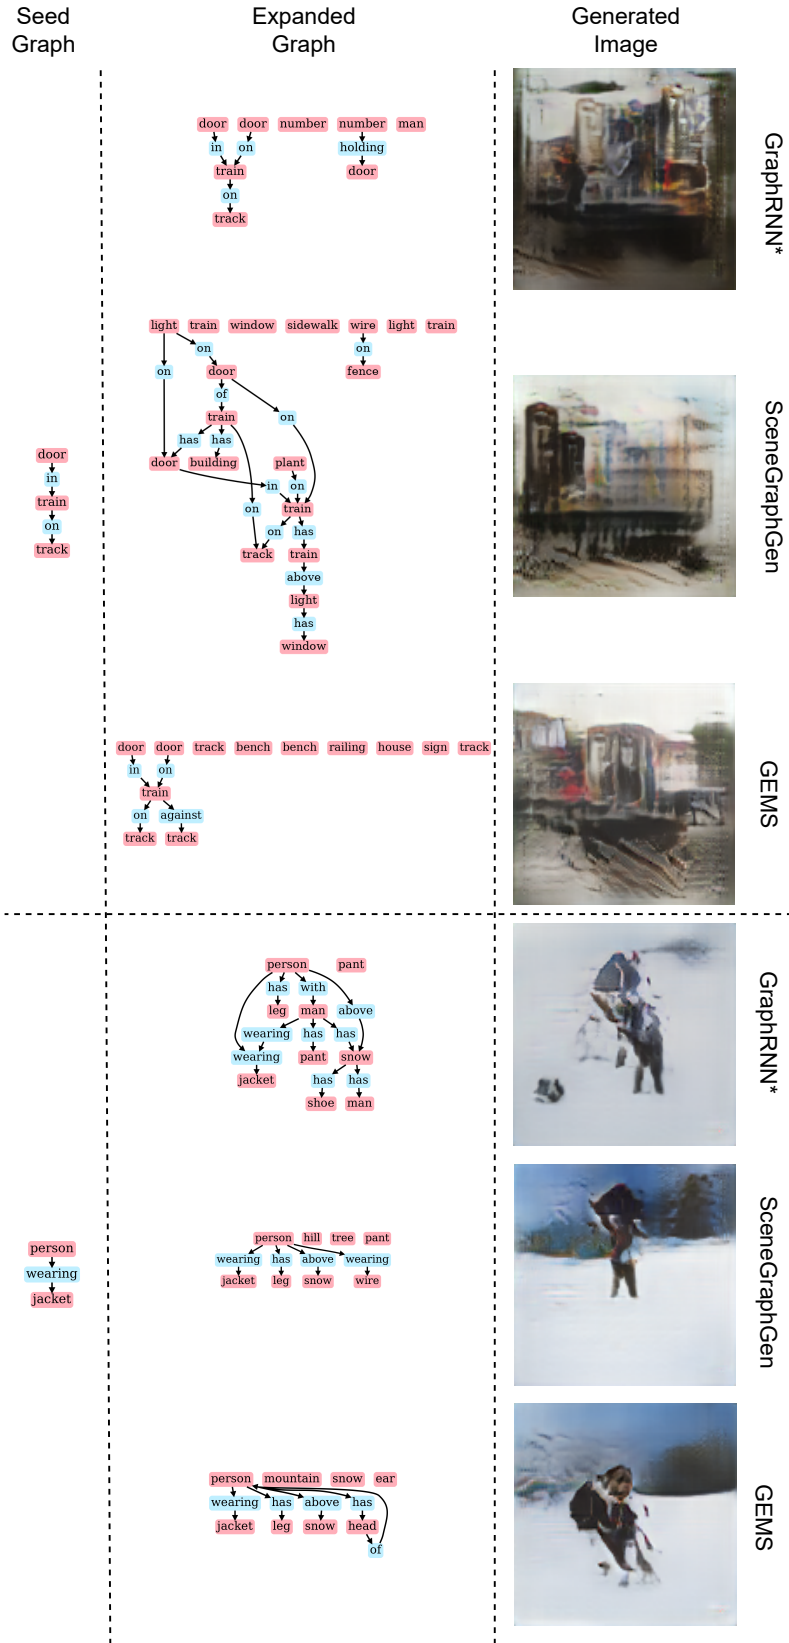 Seed
Graph
Expanded
Graph
Generated
Image
door door number number man
in on holding
train door
on
track
GraphRNN*
light train window sidewalk wire light train
on on
on door fence
of
train on
has has
door building plant
in on
on train
on has
track train
above
light
has
window
SceneGraphGen
door
in
train
on
track
door door track bench bench railing house sign track
in on
train
on against
track track
GEMS
person pant
has with
leg man above
wearing has has
wearing pant snow
jacket has has
shoe man
GraphRNN*
person
wearing
jacket
person hill tree pant
wearing has above wearing
jacket leg snow wire
SceneGraphGen
person mountain snow ear
wearing has above has
jacket leg snow head
of
GEMS